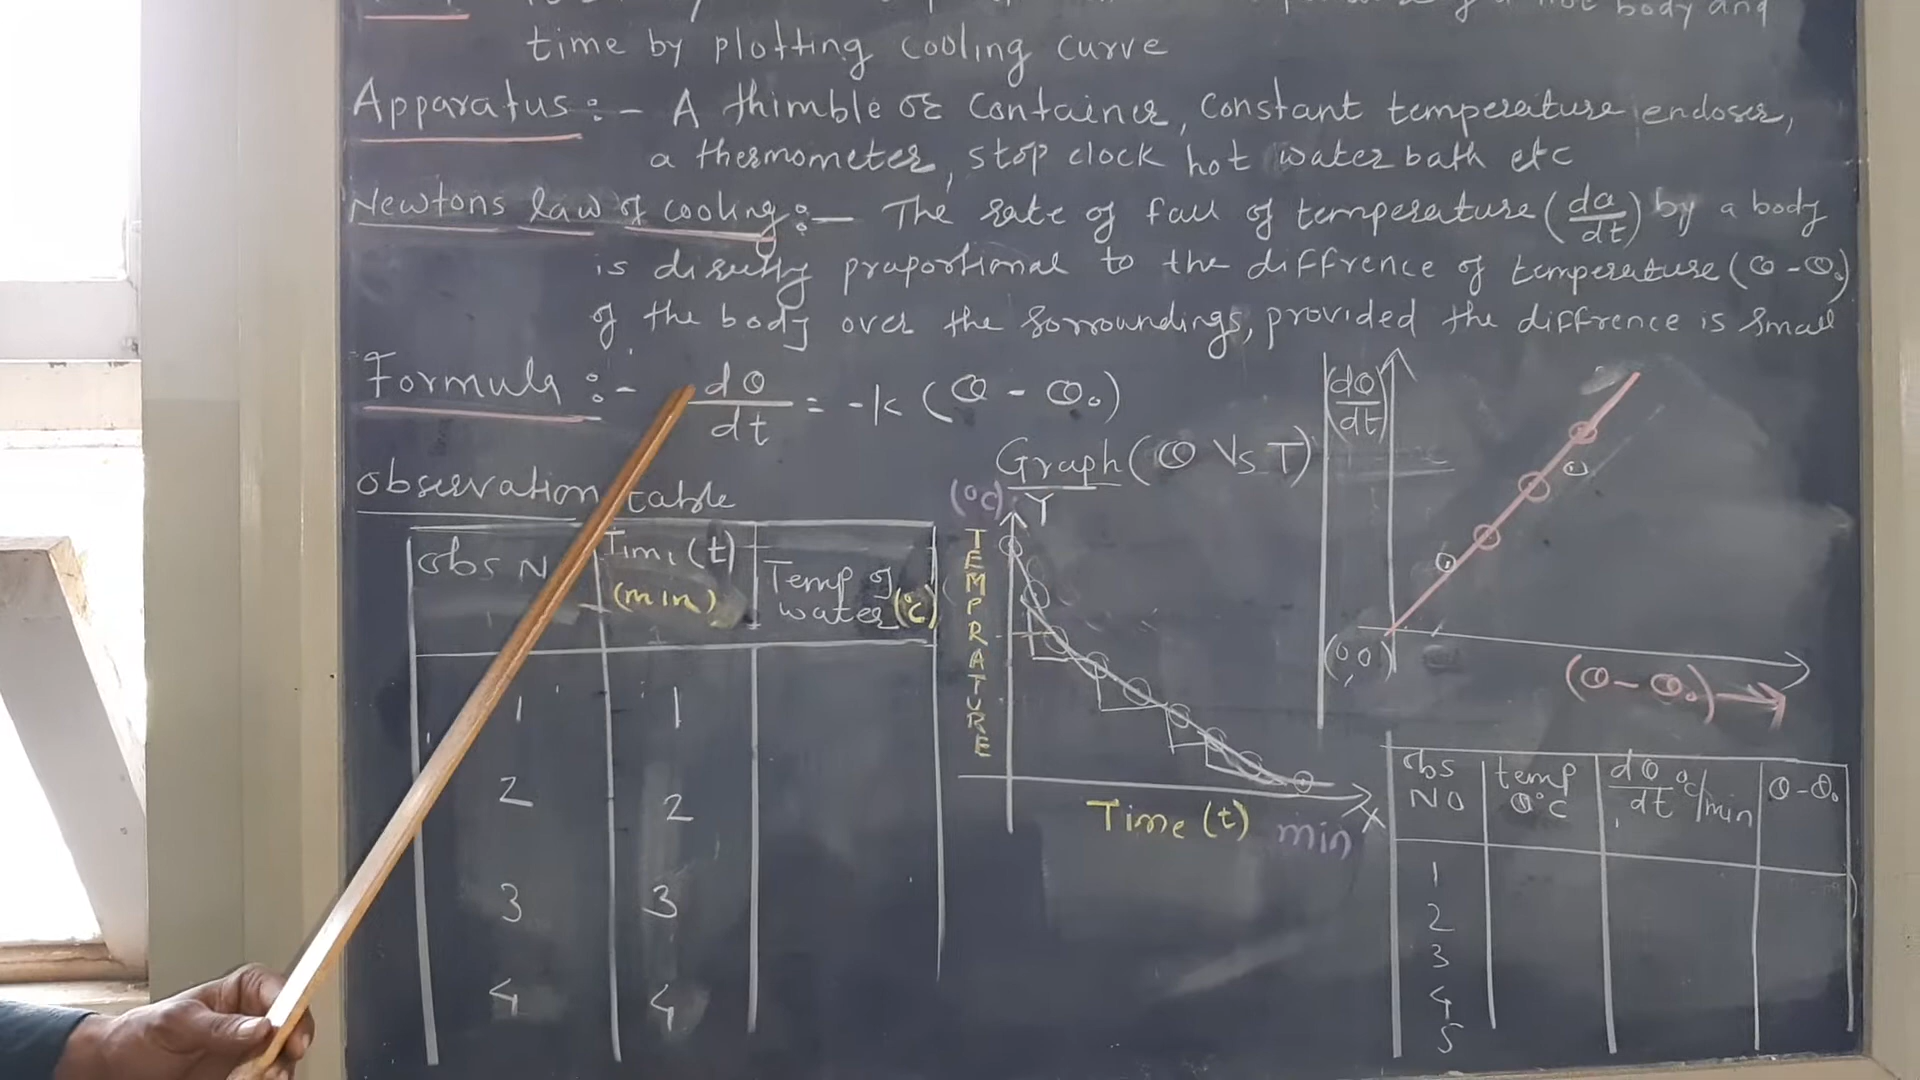 body and
time by plotting cooling curve
Apparatus :- A thimble or Container, Constant temperature encloser,
a thermometer, stop clock hot water bath etc
Newtons law of cooling :- The rate of fall of temperature (dθ/dt) by a body
is directly praportional to the diffrence of temperature (θ-θ₀)
of the body over the sorroundings, provided the diffrence is small
Formula :- dθ/dt = -k (θ - θ₀)
observation table
obs N
Time (t)
(min)
Temp of
water (°c)
1 1
2 2
3 3
4 4
Graph (θ Vs T)
(°c)
Y
TEMPRATURE
Time (t) min
X
(dθ/dt)
(0,0)
(θ-θ₀)
obs
NO
temp
θ°C
dθ/dt °c/min
θ-θ₀
1
2
3
4
5